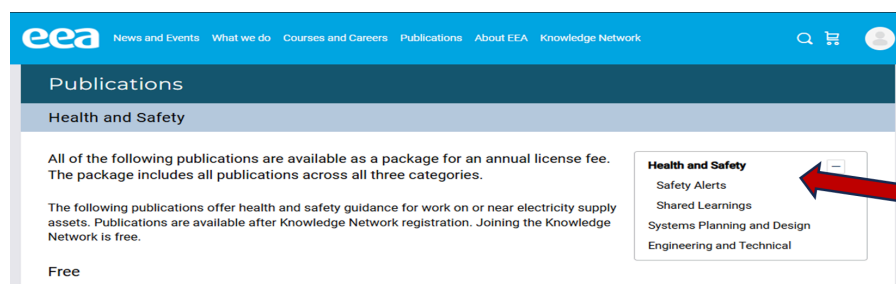 eea News and Events What we do Courses and Careers Publications About EEA Knowledge Network
Publications
Health and Safety
All of the following publications are available as a package for an annual license fee.
The package includes all publications across all three categories.
The following publications offer health and safety guidance for work on or near electricity supply
assets. Publications are available after Knowledge Network registration. Joining the Knowledge
Network is free.
Free
Health and Safety
Safety Alerts
Shared Learnings
Systems Planning and Design
Engineering and Technical